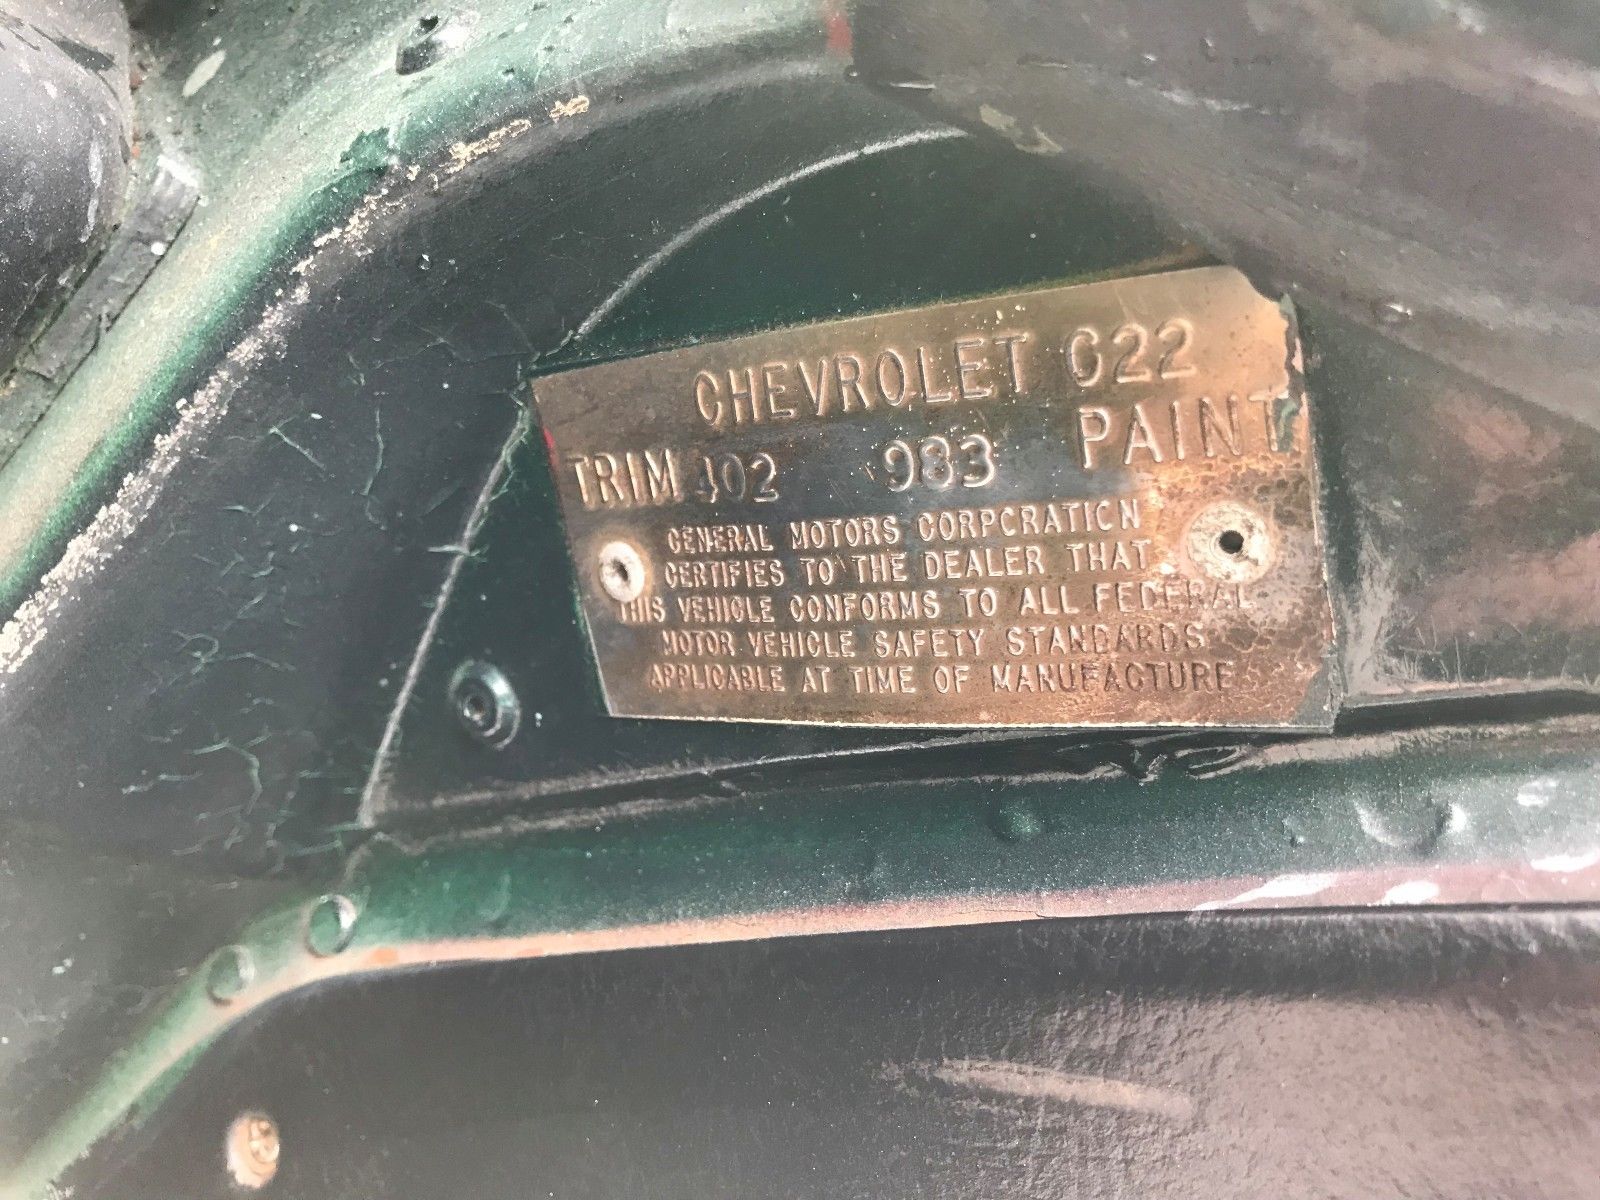 CHEVROLET C22
TRIM 402 983 PAINT
GENERAL MOTORS CORPORATION
CERTIFIES TO THE DEALER THAT
THIS VEHICLE CONFORMS TO ALL FEDERAL
MOTOR VEHICLE SAFETY STANDARDS
APPLICABLE AT TIME OF MANUFACTURE